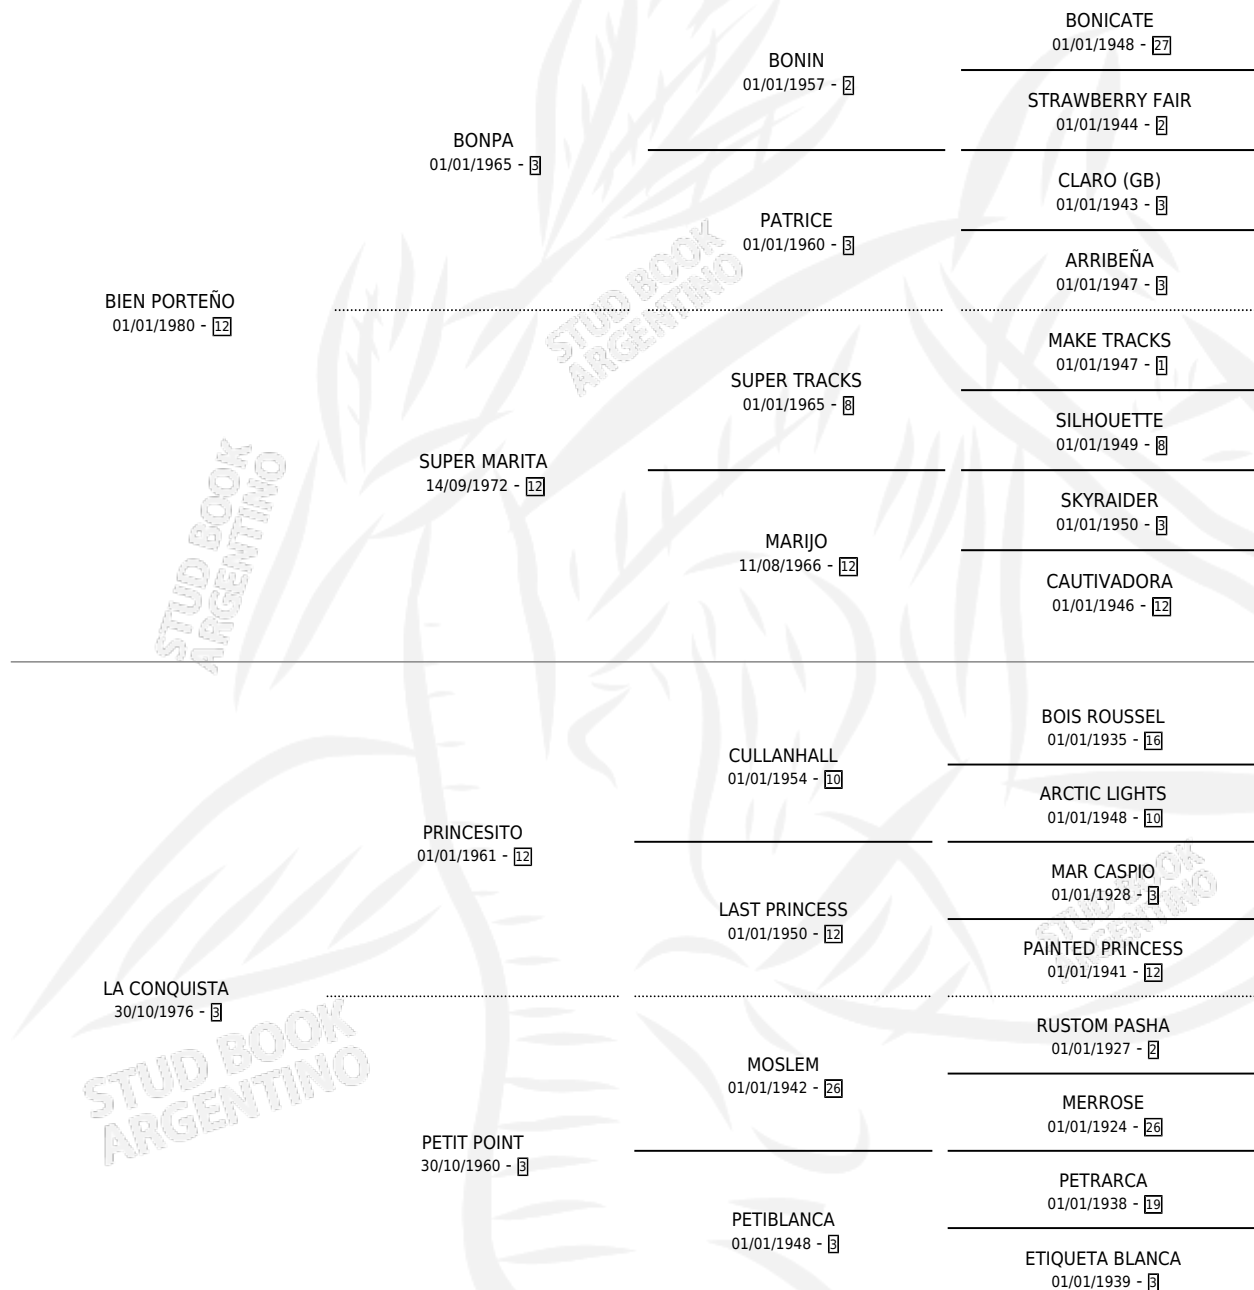 BONICATE
01/01/1948 - 27
BONIN
01/01/1957 - 2
STRAWBERRY FAIR
01/01/1944 - 2
BONPA
01/01/1965 - 3
CLARO (GB)
01/01/1943 - 3
PATRICE
01/01/1960 - 3
ARRIBEÑA
01/01/1947 - 3
BIEN PORTEÑO
01/01/1980 - 12
STUD BOOK
ARGENTINO
MAKE TRACKS
01/01/1947 - 1
SUPER TRACKS
01/01/1965 - 8
SILHOUETTE
01/01/1949 - 8
SUPER MARITA
14/09/1972 - 12
SKYRAIDER
01/01/1950 - 3
MARIJO
11/08/1966 - 12
CAUTIVADORA
01/01/1946 - 12
STUD BOOK
ARGENTINO
BOIS ROUSSEL
01/01/1935 - 16
CULLANHALL
01/01/1954 - 10
ARCTIC LIGHTS
01/01/1948 - 10
PRINCESITO
01/01/1961 - 12
MAR CASPIO
01/01/1928 - 3
LAST PRINCESS
01/01/1950 - 12
STUD BOOK
ARGENTINO
PAINTED PRINCESS
01/01/1941 - 12
LA CONQUISTA
30/10/1976 - 3
STUD BOOK
ARGENTINO
RUSTOM PASHA
01/01/1927 - 2
MOSLEM
01/01/1942 - 26
MERROSE
01/01/1924 - 26
PETIT POINT
30/10/1960 - 3
PETRARCA
01/01/1938 - 19
PETIBLANCA
01/01/1948 - 3
ETIQUETA BLANCA
01/01/1939 - 3